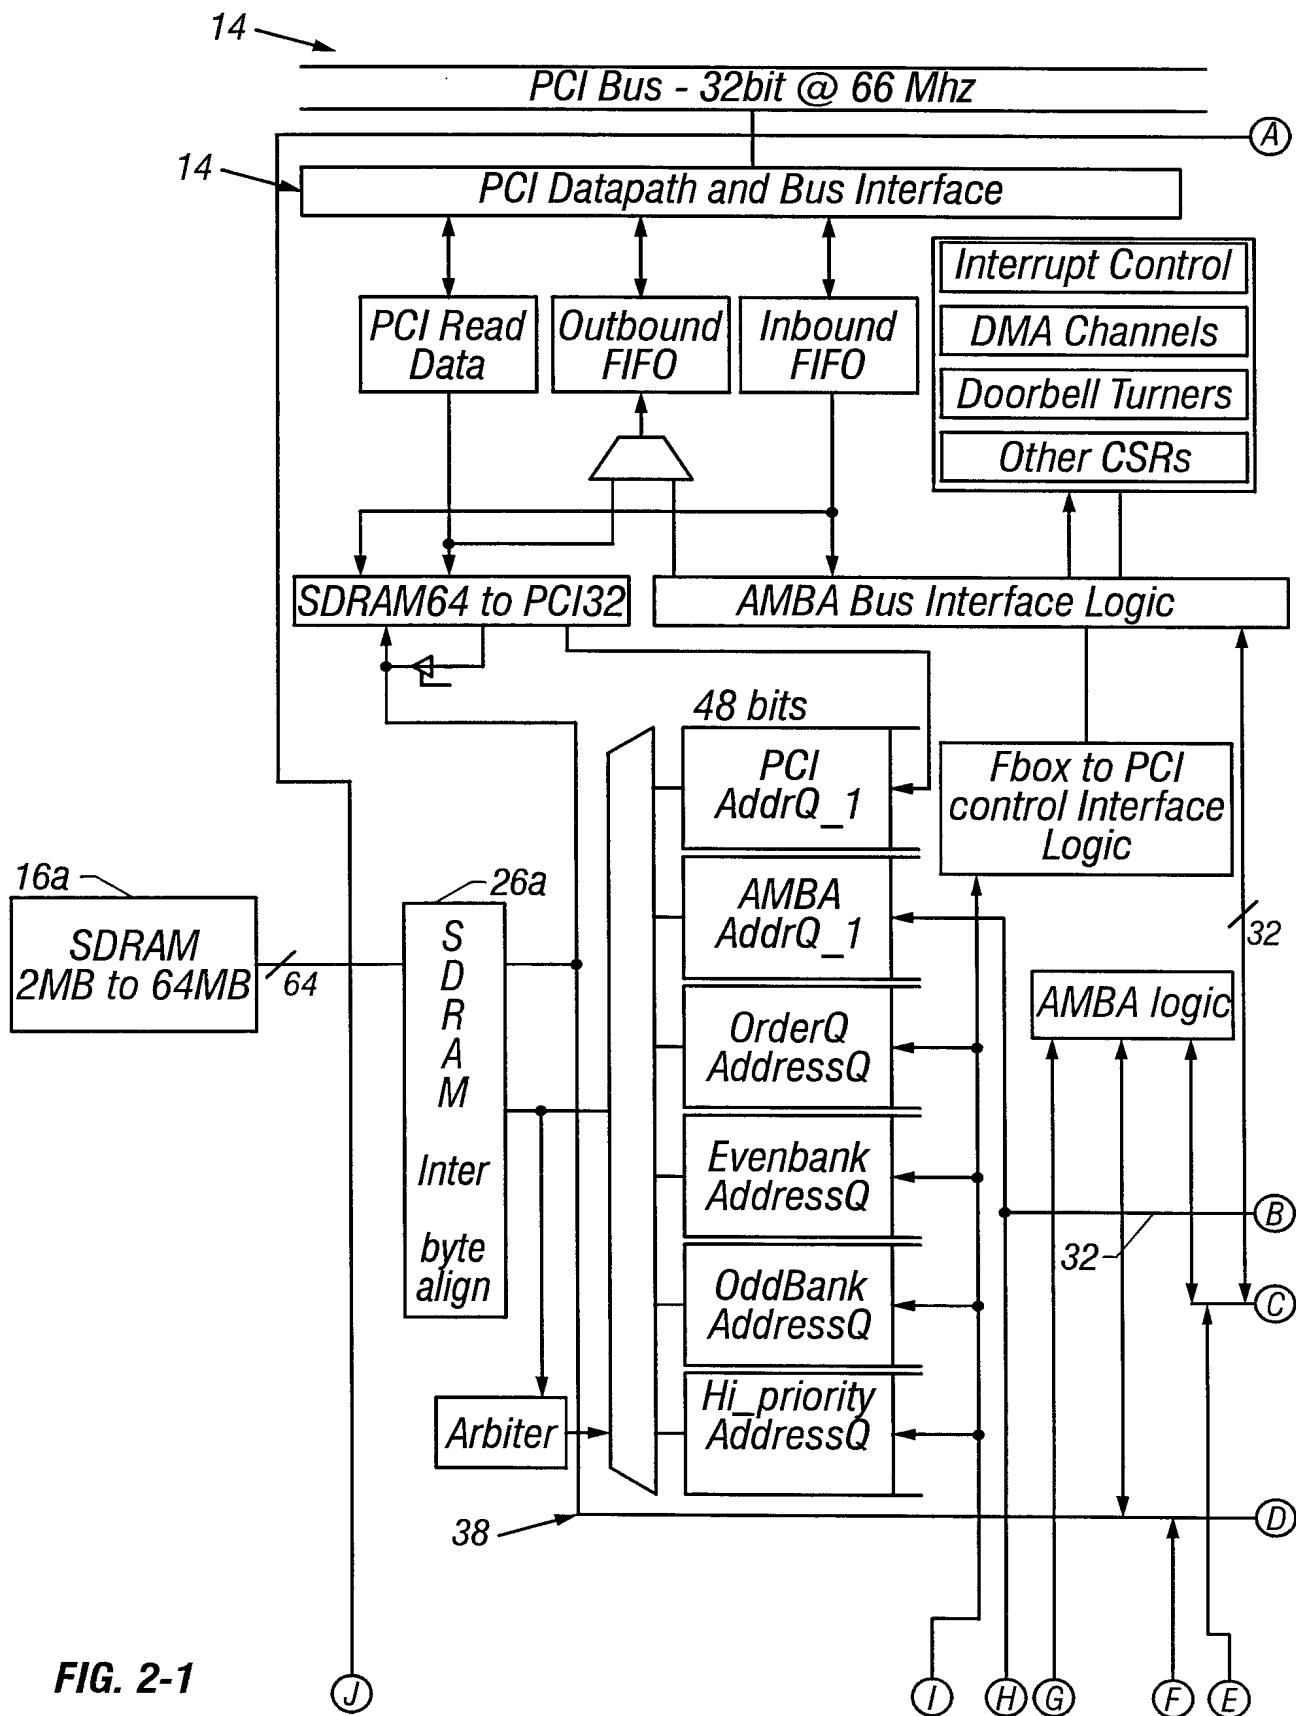 14
PCI Bus - 32bit @ 66 Mhz
A
14
PCI Datapath and Bus Interface
Interrupt Control
DMA Channels
Doorbell Turners
Other CSRs
PCI Read
Data
Outbound
FIFO
Inbound
FIFO
SDRAM64 to PCI32
AMBA Bus Interface Logic
48 bits
PCI
AddrQ_1
Fbox to PCI
control Interface
Logic
16a
SDRAM
2MB to 64MB
64
26a
S
D
R
A
M
Inter
byte
align
AMBA
AddrQ_1
32
AMBA logic
OrderQ
AddressQ
Evenbank
AddressQ
B
32
OddBank
AddressQ
C
Hi_priority
AddressQ
Arbiter
38
D
FIG. 2-1
J
I
H
G
F
E